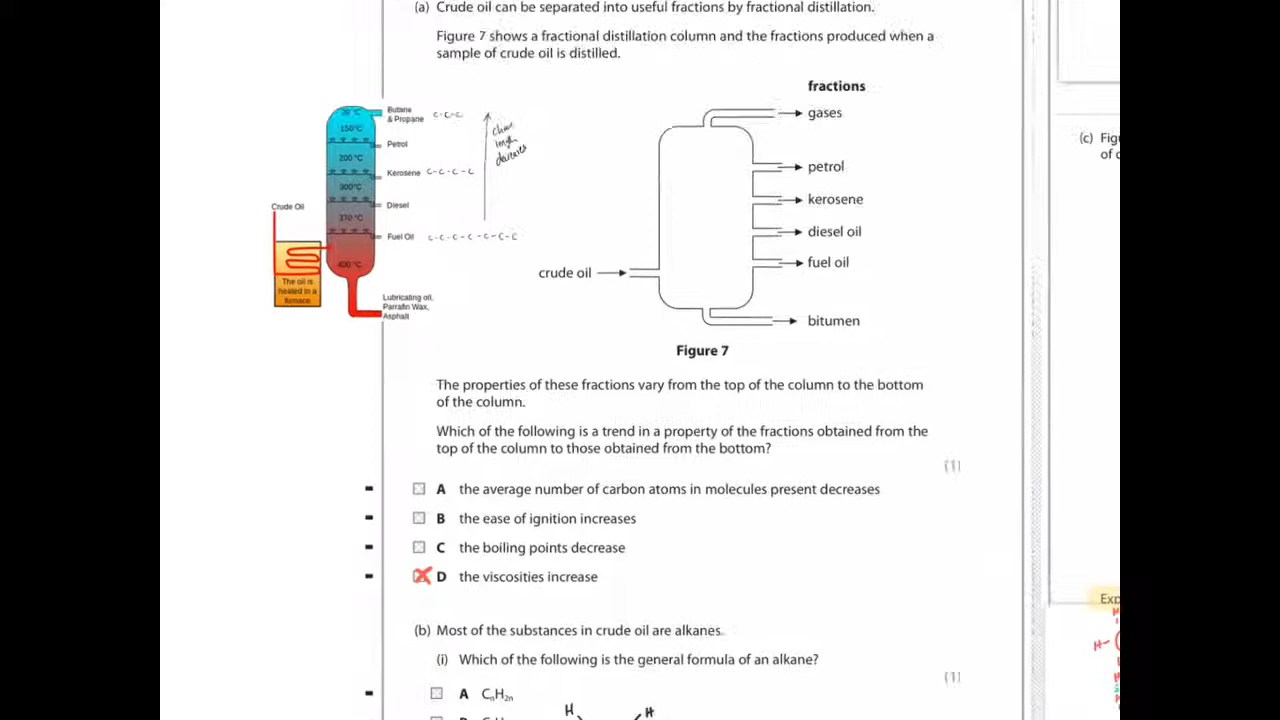 (a) Crude oil can be separated into useful fractions by fractional distillation.
Figure 7 shows a fractional distillation column and the fractions produced when a
sample of crude oil is distilled.
fractions
gases
petrol
kerosene
diesel oil
fuel oil
crude oil
bitumen
Figure 7
20 °C
150°C
200 °C
300°C
370 °C
400 °C
Butane
& Propane
C-C-C
Petrol
Kerosene
C-C-C-C
Diesel
Fuel Oil
C-C-C-C-C-C-C
Lubricating oil,
Parrafin Wax,
Asphalt
Crude Oil
The oil is
heated in a
furnace
chain
length
decreases
The properties of these fractions vary from the top of the column to the bottom
of the column.
Which of the following is a trend in a property of the fractions obtained from the
top of the column to those obtained from the bottom?
(1)
A the average number of carbon atoms in molecules present decreases
B the ease of ignition increases
C the boiling points decrease
D the viscosities increase
(b) Most of the substances in crude oil are alkanes.
(i) Which of the following is the general formula of an alkane?
(1)
A CₙH₂ₙ
H
H
(c) Fig
of c
Exp
H-